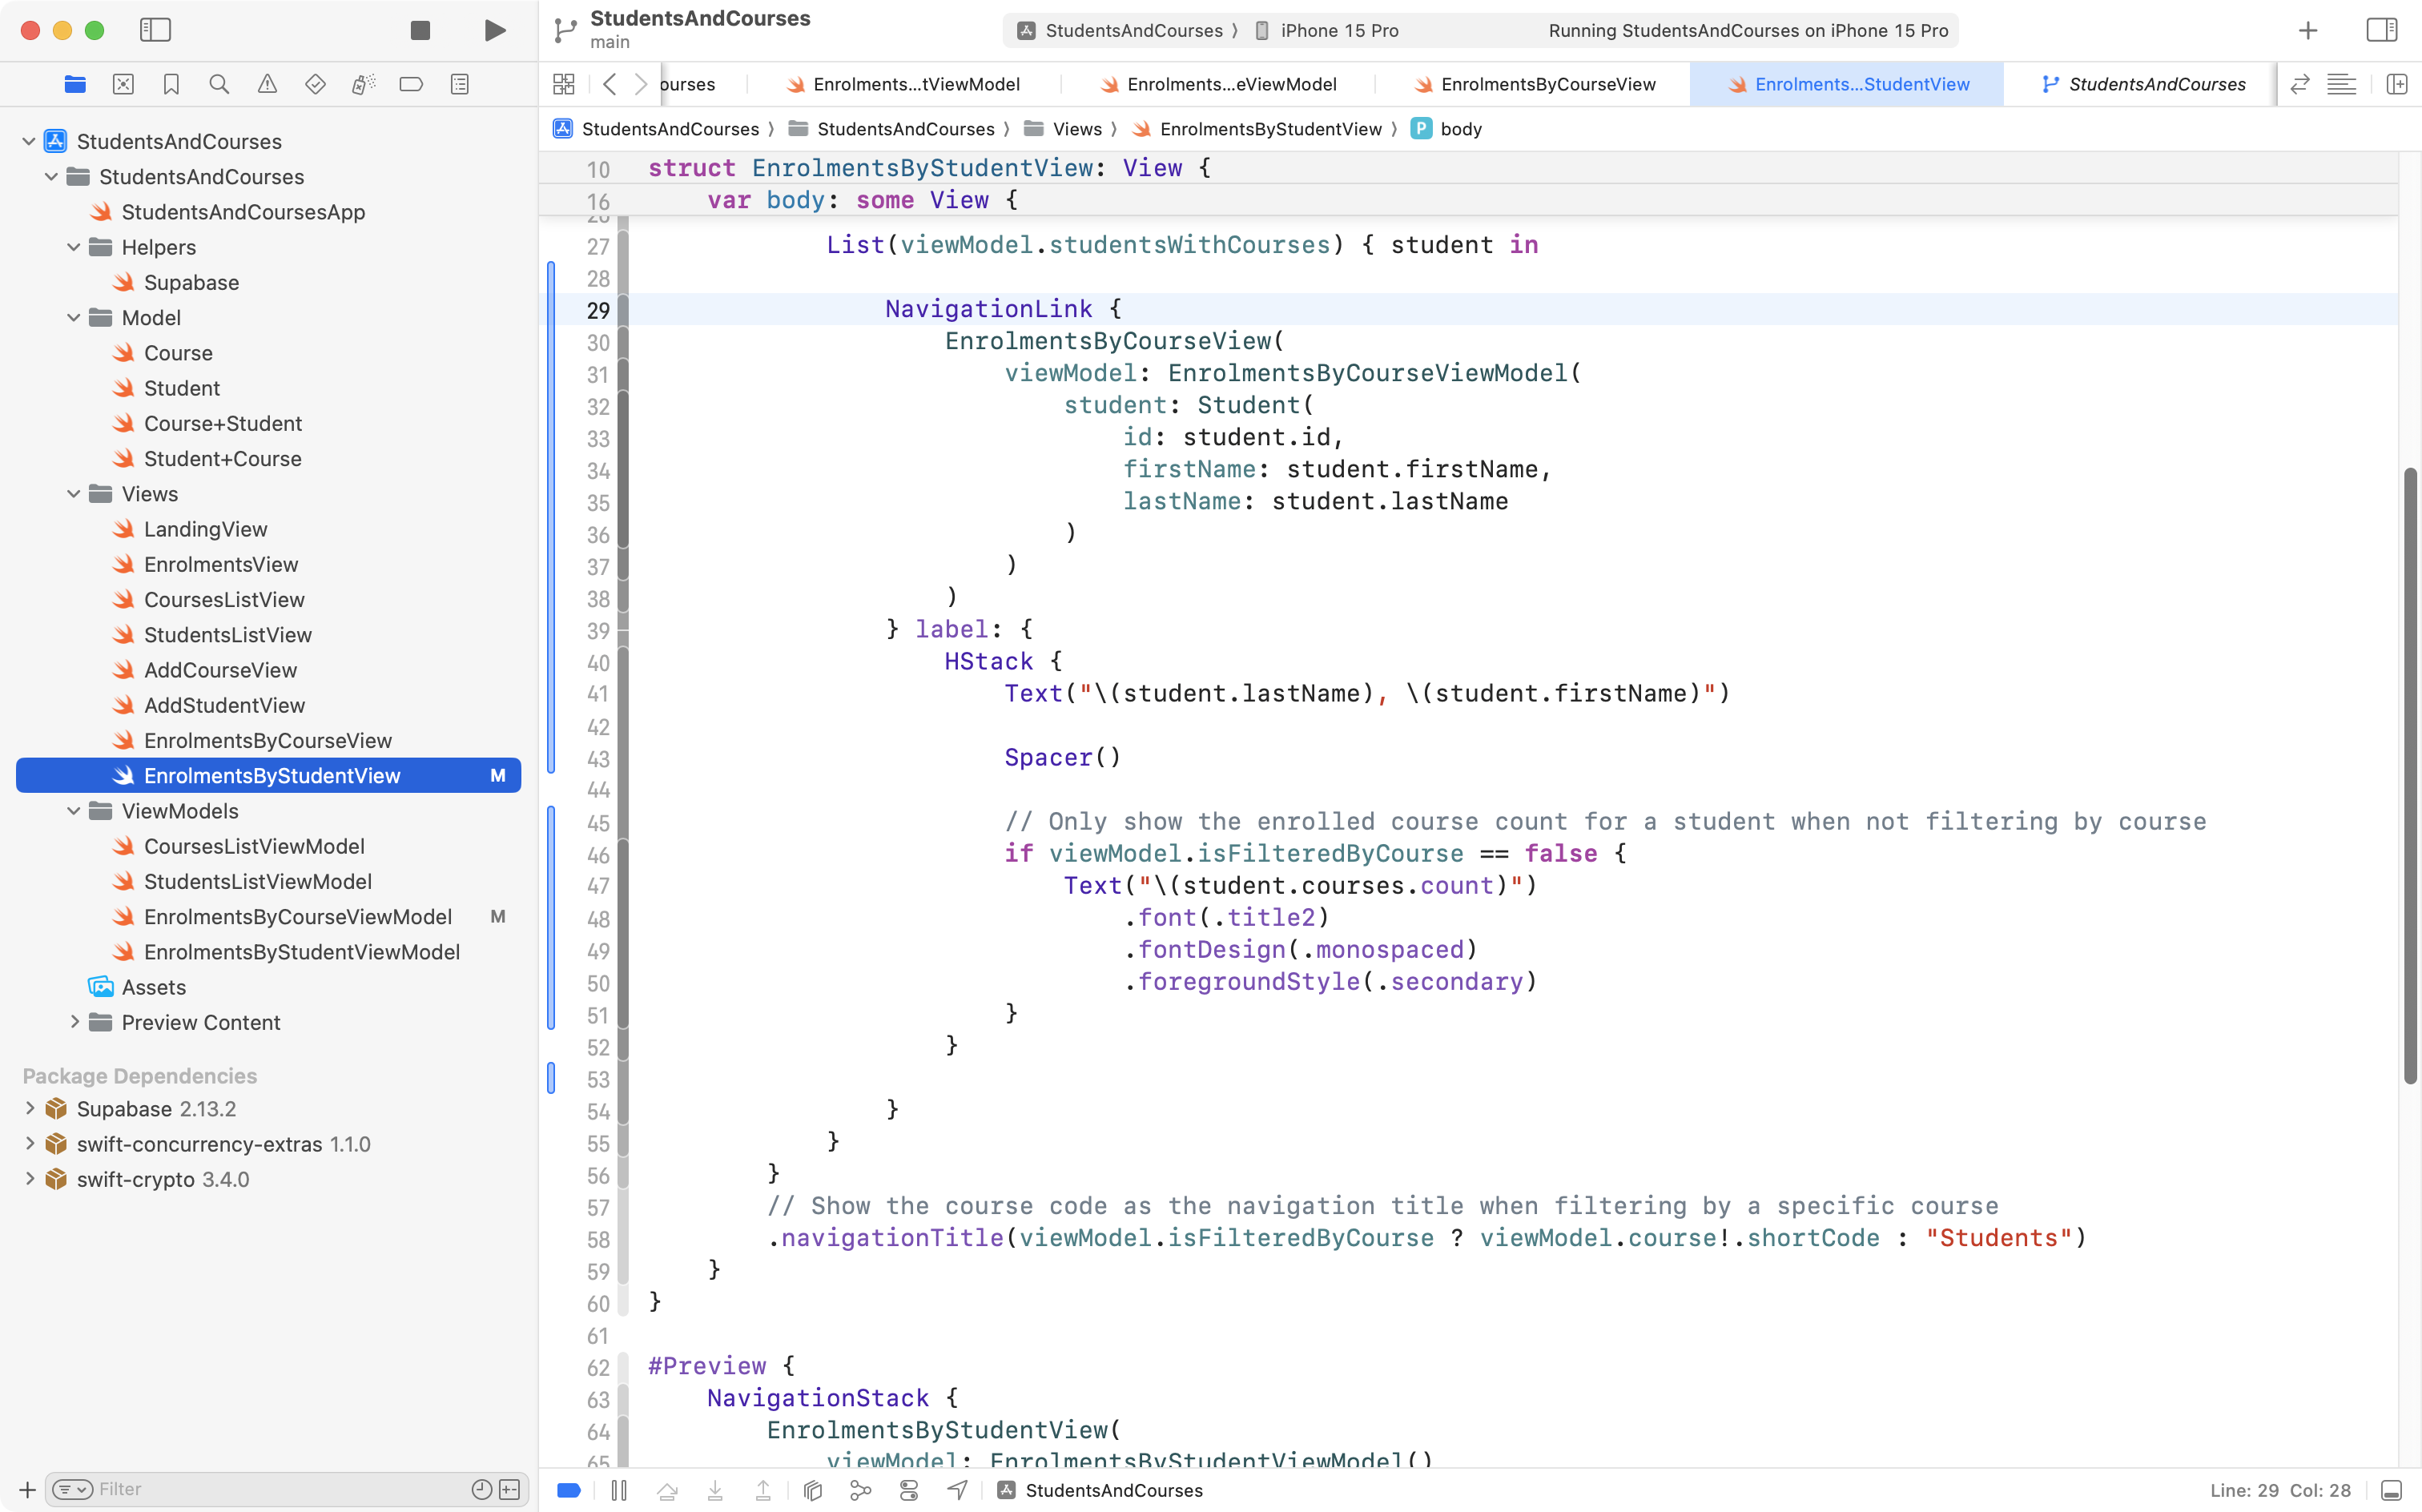 StudentsAndCourses
main
StudentsAndCourses 〉 iPhone 15 Pro
Running StudentsAndCourses on iPhone 15 Pro
ourses
Enrolments...tViewModel
Enrolments...eViewModel
EnrolmentsByCourseView
Enrolments...StudentView
StudentsAndCourses
StudentsAndCourses 〉 StudentsAndCourses 〉 Views 〉 EnrolmentsByStudentView 〉 P body
StudentsAndCourses
StudentsAndCourses
StudentsAndCoursesApp
Helpers
Supabase
Model
Course
Student
Course+Student
Student+Course
Views
LandingView
EnrolmentsView
CoursesListView
StudentsListView
AddCourseView
AddStudentView
EnrolmentsByCourseView
EnrolmentsByStudentView M
ViewModels
CoursesListViewModel
StudentsListViewModel
EnrolmentsByCourseViewModel M
EnrolmentsByStudentViewModel
Assets
Preview Content
Package Dependencies
Supabase 2.13.2
swift-concurrency-extras 1.1.0
swift-crypto 3.4.0
Filter
10 struct EnrolmentsByStudentView: View {
16     var body: some View {
26
27             List(viewModel.studentsWithCourses) { student in
28
29                 NavigationLink {
30                     EnrolmentsByCourseView(
31                         viewModel: EnrolmentsByCourseViewModel(
32                             student: Student(
33                                 id: student.id,
34                                 firstName: student.firstName,
35                                 lastName: student.lastName
36                             )
37                         )
38                     )
39                 } label: {
40                     HStack {
41                         Text("\(student.lastName), \(student.firstName)")
42
43                         Spacer()
44
45                         // Only show the enrolled course count for a student when not filtering by course
46                         if viewModel.isFilteredByCourse == false {
47                             Text("\(student.courses.count)")
48                                 .font(.title2)
49                                 .fontDesign(.monospaced)
50                                 .foregroundStyle(.secondary)
51                         }
52                     }
53
54                 }
55             }
56         }
57         // Show the course code as the navigation title when filtering by a specific course
58         .navigationTitle(viewModel.isFilteredByCourse ? viewModel.course!.shortCode : "Students")
59     }
60 }
61
62 #Preview {
63     NavigationStack {
64         EnrolmentsByStudentView(
65             viewModel: EnrolmentsByStudentViewModel()
StudentsAndCourses
Line: 29 Col: 28